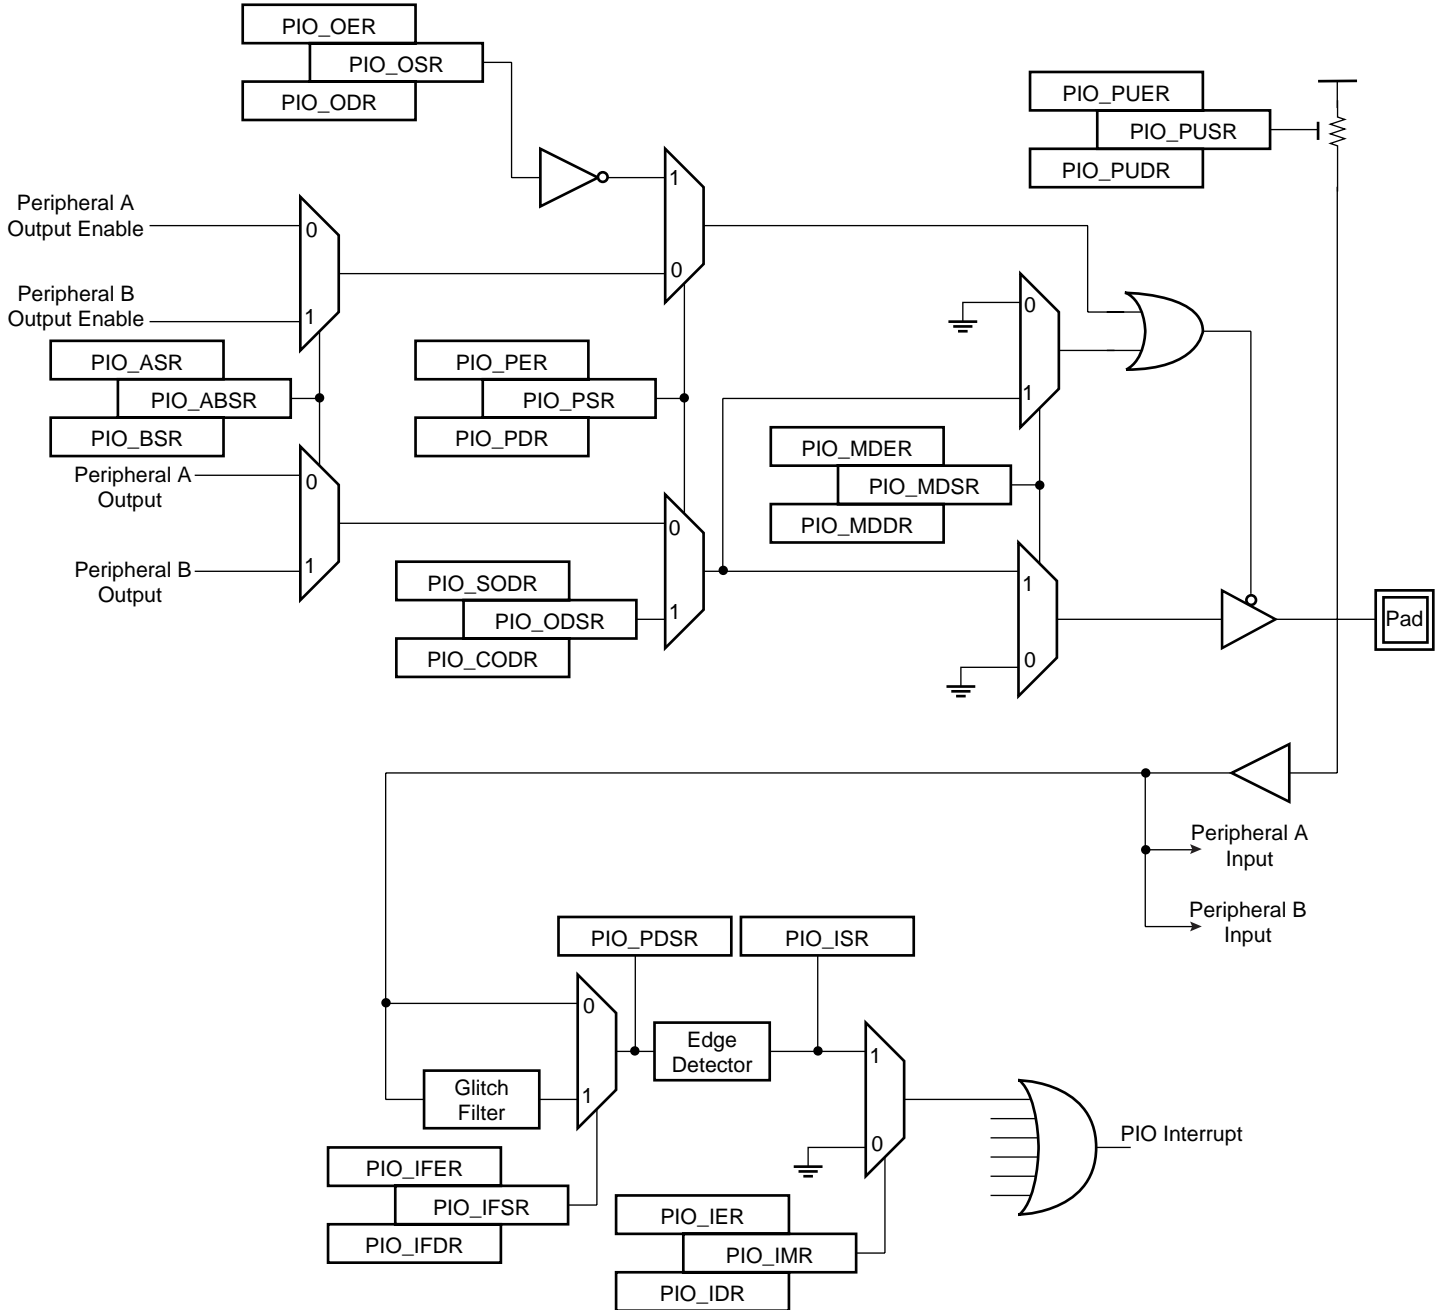 PIO_OER
PIO_OSR
PIO_ODR
PIO_PUER
PIO_PUSR
PIO_PUDR
1
0
Peripheral A
Output Enable
0
Peripheral B
Output Enable
1
0
1
PIO_ASR
PIO_ABSR
PIO_BSR
PIO_PER
PIO_PSR
PIO_PDR
PIO_MDER
PIO_MDSR
PIO_MDDR
Peripheral A
Output
0
Peripheral B
Output
1
0
1
PIO_SODR
PIO_ODSR
PIO_CODR
1
0
Pad
Peripheral A
Input
Peripheral B
Input
PIO_PDSR
PIO_ISR
0
1
Glitch
Filter
Edge
Detector
1
0
PIO Interrupt
PIO_IFER
PIO_IFSR
PIO_IFDR
PIO_IER
PIO_IMR
PIO_IDR